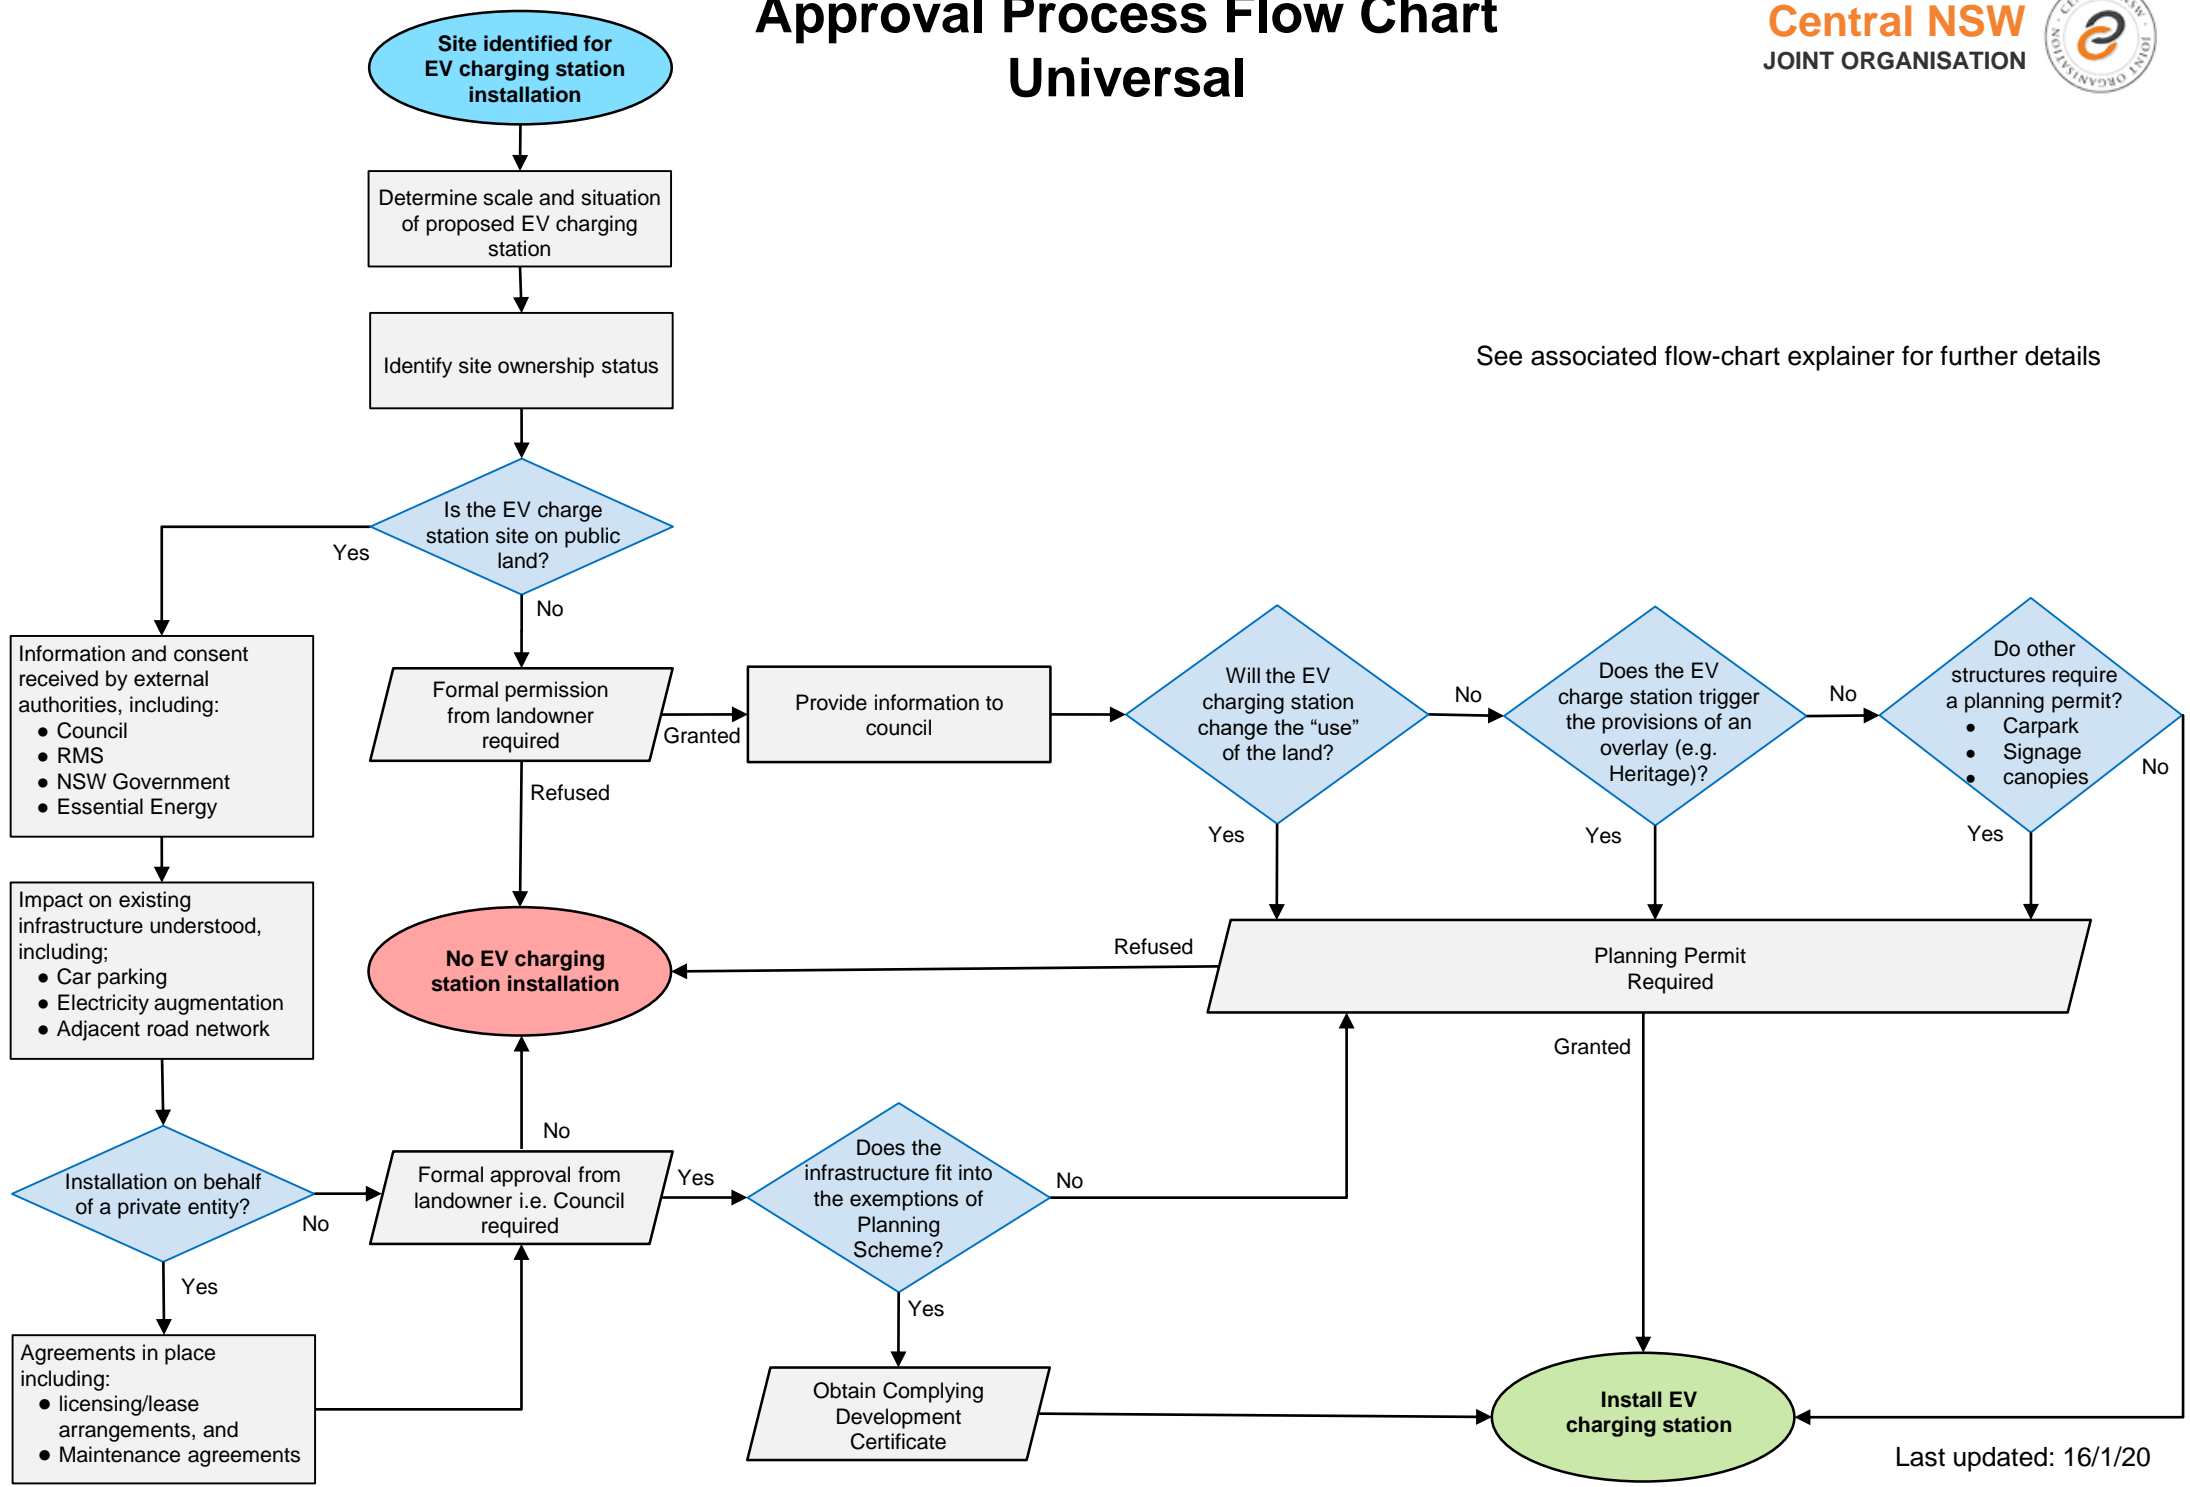 Approval Process Flow Chart
Universal
Central NSW
JOINT ORGANISATION
Site identified for
EV charging station
installation
Determine scale and situation
of proposed EV charging
station
Identify site ownership status
See associated flow-chart explainer for further details
Is the EV charge
station site on public
land?
Yes
No
Information and consent
received by external
authorities, including:
● Council
● RMS
● NSW Government
● Essential Energy
Formal permission
from landowner
required
Granted
Refused
Provide information to
council
Will the EV
charging station
change the “use”
of the land?
No
Yes
Does the EV
charge station trigger
the provisions of an
overlay (e.g.
Heritage)?
No
Yes
Do other
structures require
a planning permit?
● Carpark
● Signage
● canopies
No
Yes
Impact on existing
infrastructure understood,
including;
● Car parking
● Electricity augmentation
● Adjacent road network
No EV charging
station installation
Refused
Planning Permit
Required
Granted
Installation on behalf
of a private entity?
No
Yes
Formal approval from
landowner i.e. Council
required
No
Yes
Does the
infrastructure fit into
the exemptions of
Planning
Scheme?
No
Yes
Agreements in place
including:
● licensing/lease
arrangements, and
● Maintenance agreements
Obtain Complying
Development
Certificate
Install EV
charging station
Last updated: 16/1/20